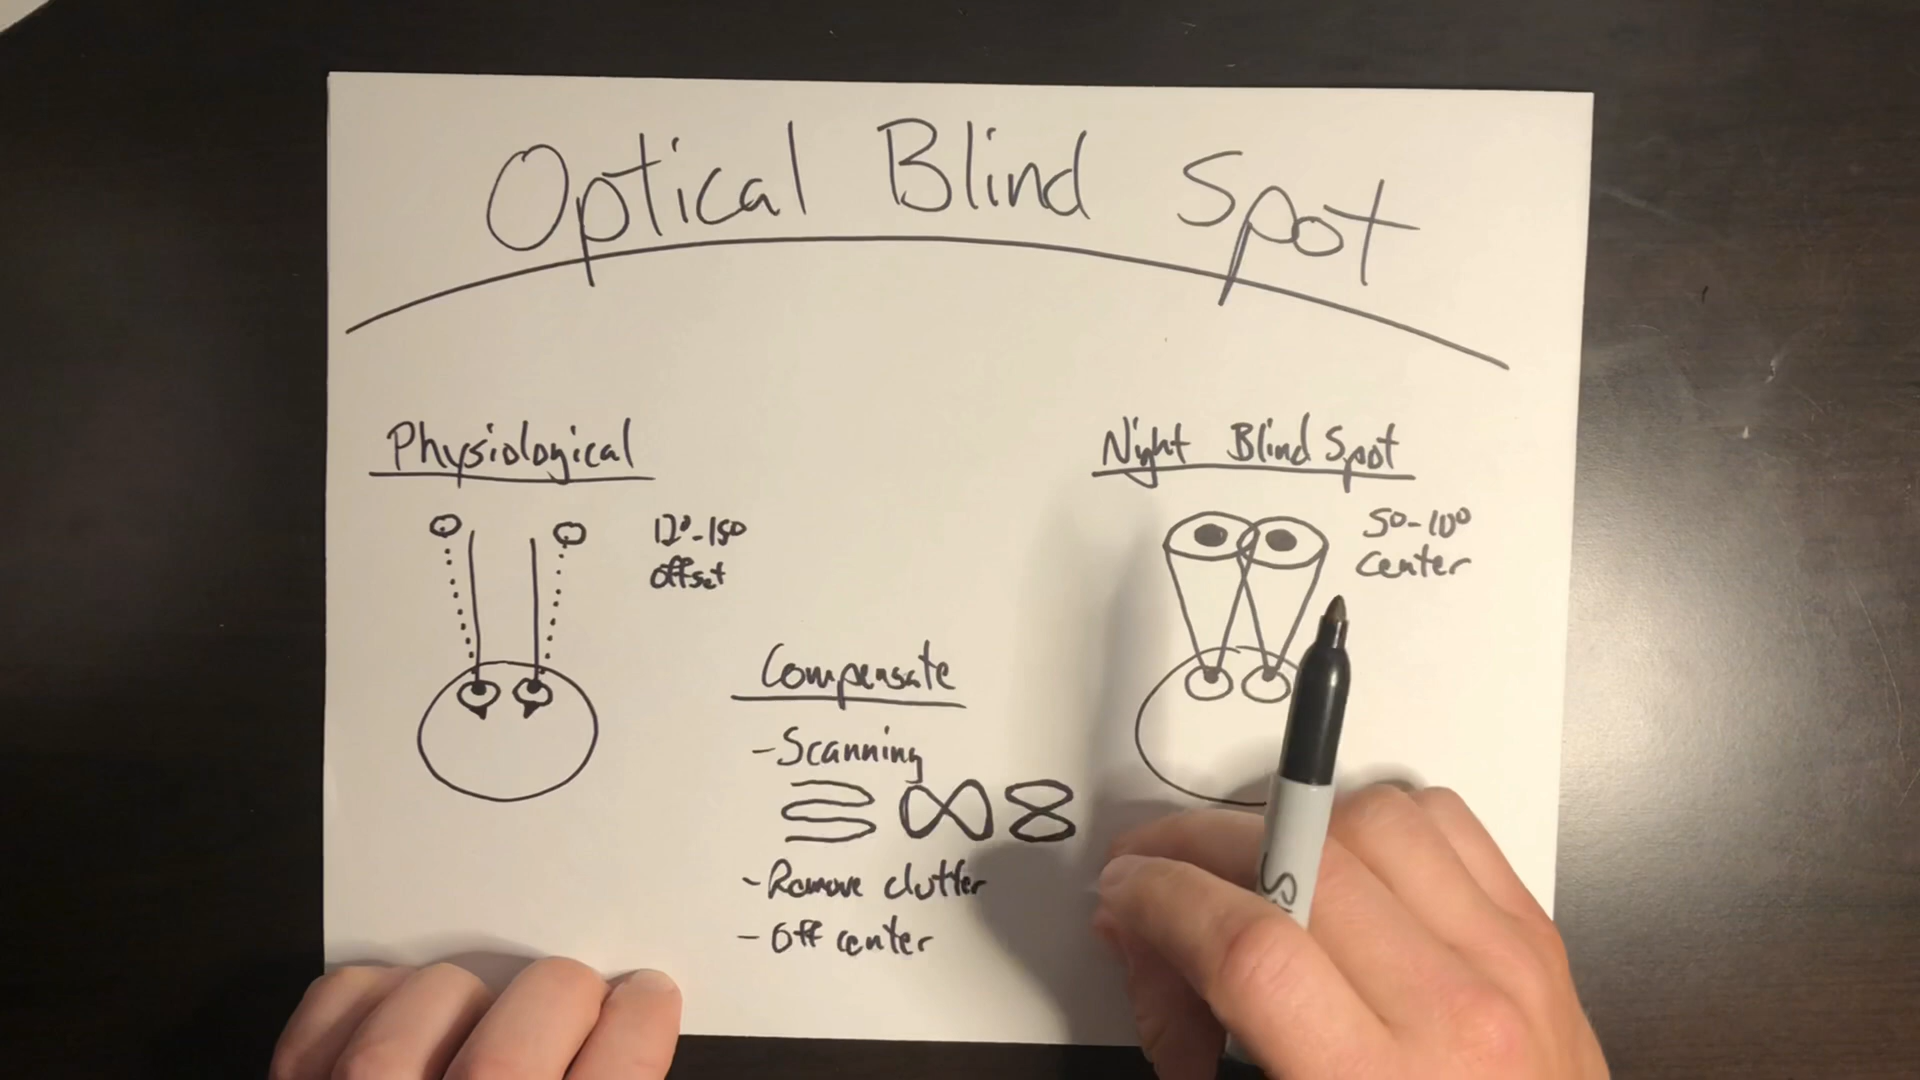 Optical Blind Spot
Physiological
12°-15°
offset
Night Blind Spot
5°-10°
center
Compensate
-Scanning
-Remove clutter
-Off center